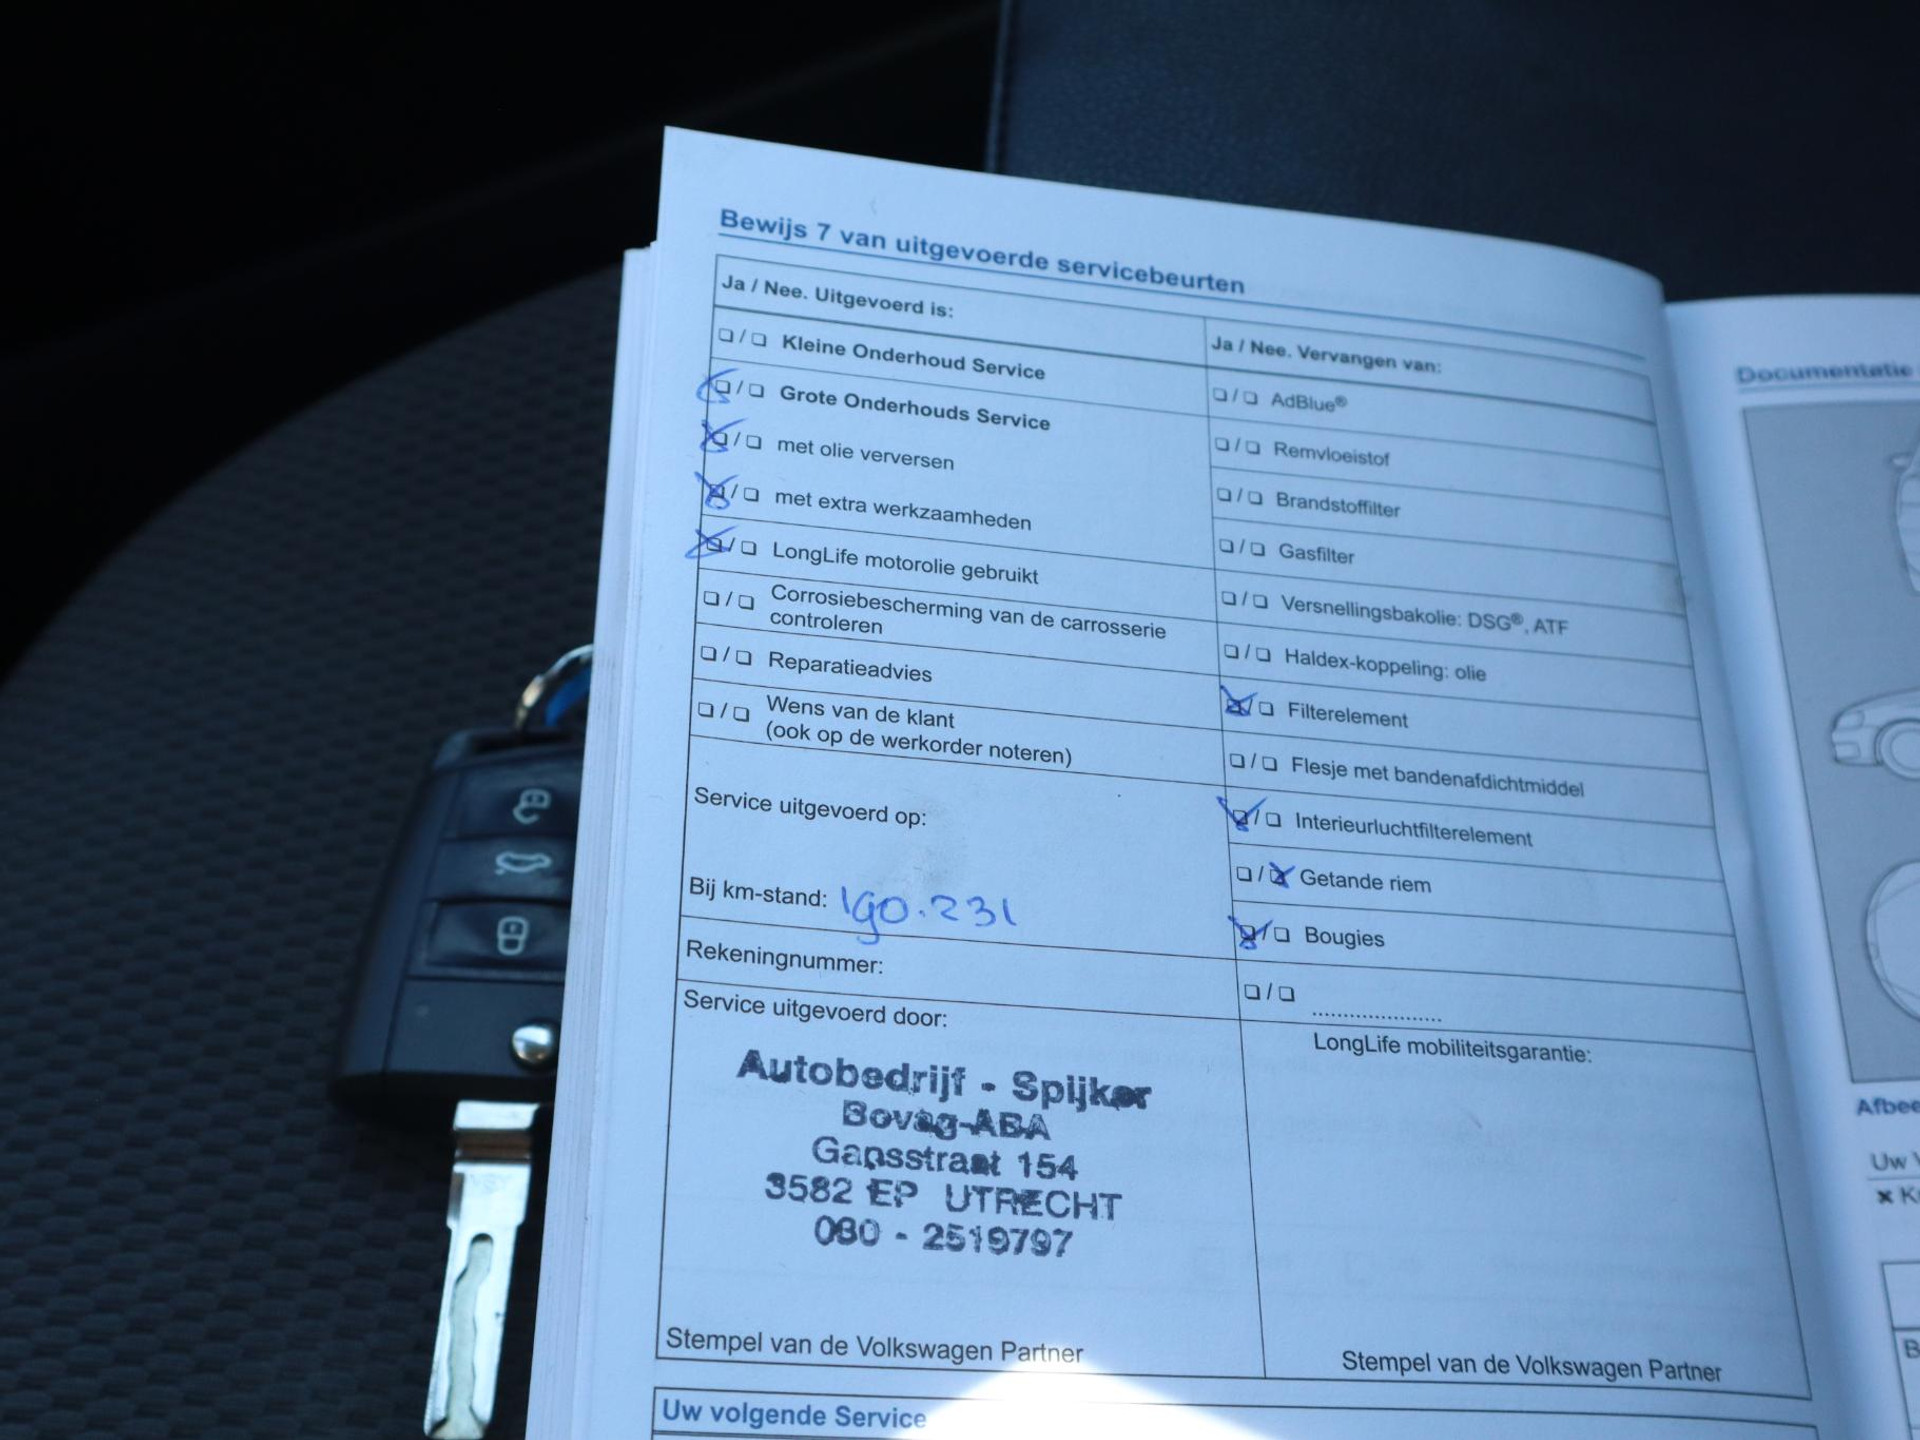 Bewijs 7 van uitgevoerde servicebeurten
Ja / Nee. Uitgevoerd is:
❏ / ❏ Kleine Onderhoud Service
❏ / ❏ Grote Onderhouds Service
❏ / ❏ met olie verversen
❏ / ❏ met extra werkzaamheden
❏ / ❏ LongLife motorolie gebruikt
❏ / ❏ Corrosiebescherming van de carrosserie
controleren
❏ / ❏ Reparatieadvies
❏ / ❏ Wens van de klant
(ook op de werkorder noteren)
Service uitgevoerd op:
Bij km-stand: 190.231
Rekeningnummer:
Service uitgevoerd door:
Autobedrijf - Spijker
Bovag-ABA
Gansstraat 154
3582 EP UTRECHT
030 - 2519797
Stempel van de Volkswagen Partner
Ja / Nee. Vervangen van:
❏ / ❏ AdBlue®
❏ / ❏ Remvloeistof
❏ / ❏ Brandstoffilter
❏ / ❏ Gasfilter
❏ / ❏ Versnellingsbakolie: DSG®, ATF
❏ / ❏ Haldex-koppeling: olie
❏ / ❏ Filterelement
❏ / ❏ Flesje met bandenafdichtmiddel
❏ / ❏ Interieurluchtfilterelement
❏ / ❏ Getande riem
❏ / ❏ Bougies
❏ / ❏ .....................
LongLife mobiliteitsgarantie:
Stempel van de Volkswagen Partner
Uw volgende Service
Documentatie
Afbee
Uw